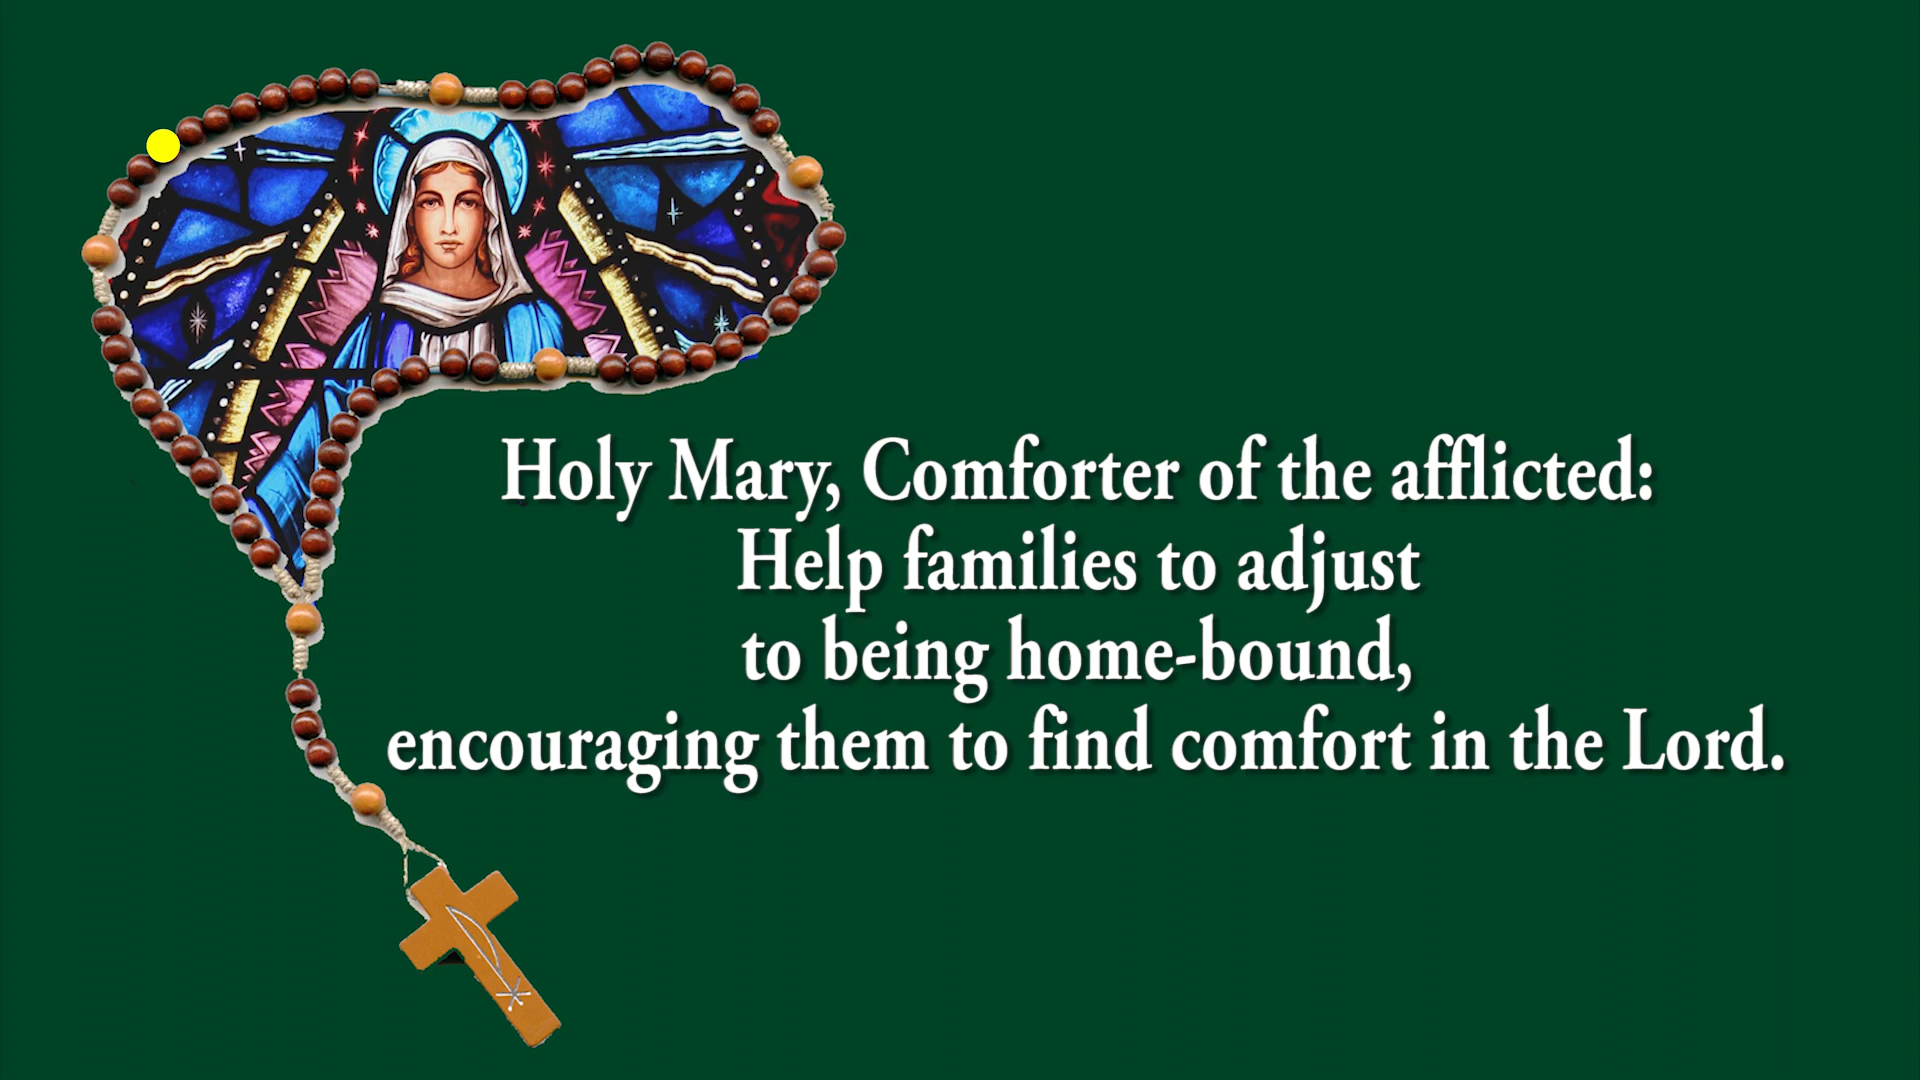 Holy Mary, Comforter of the afflicted:
Help families to adjust
to being home-bound,
encouraging them to find comfort in the Lord.